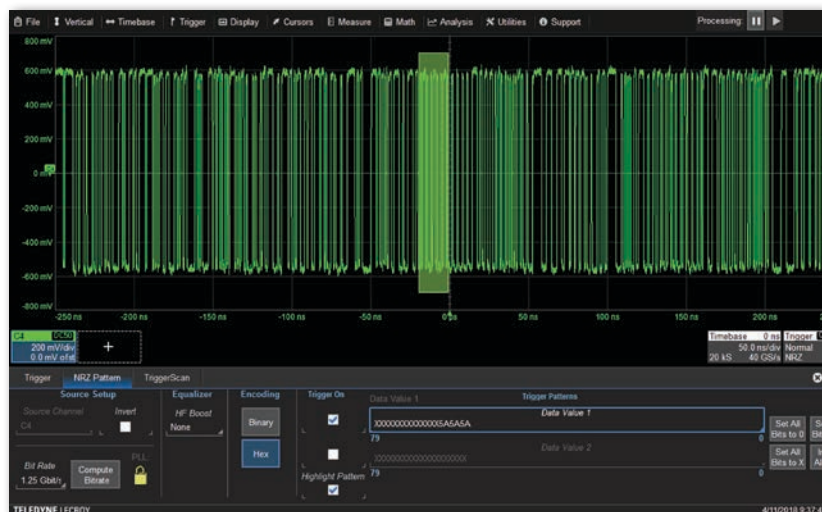 File Vertical Timebase Trigger Display Cursors Measure Math Analysis Utilities Support Processing:
800 mV
600 mV
400 mV
200 mV
0 mV
-200 mV
-400 mV
-600 mV
-800 mV
-250 ns -200 ns -150 ns -100 ns -50 ns 0 ps 50 ns 100 ns 150 ns 200 ns
C4 DC50
200 mV/div
0.0 mV ofst
+
Timebase 0 ns Trigger
50.0 ns/div Normal
20 kS 40 GS/s NRZ
Trigger NRZ Pattern TriggerScan
Source Setup Equalizer Encoding Trigger On Data Value 1 Trigger Patterns
Source Channel Invert HF Boost Data Value 1
C4 None Binary
79 0
Set All
Bits to 0
Data Value 2
Hex
PLL:
Bit Rate
1.25 Gbit/s
Compute
Bitrate
Highlight Pattern
79 0
Set All
Bits to X
TELEDYNE LECROY